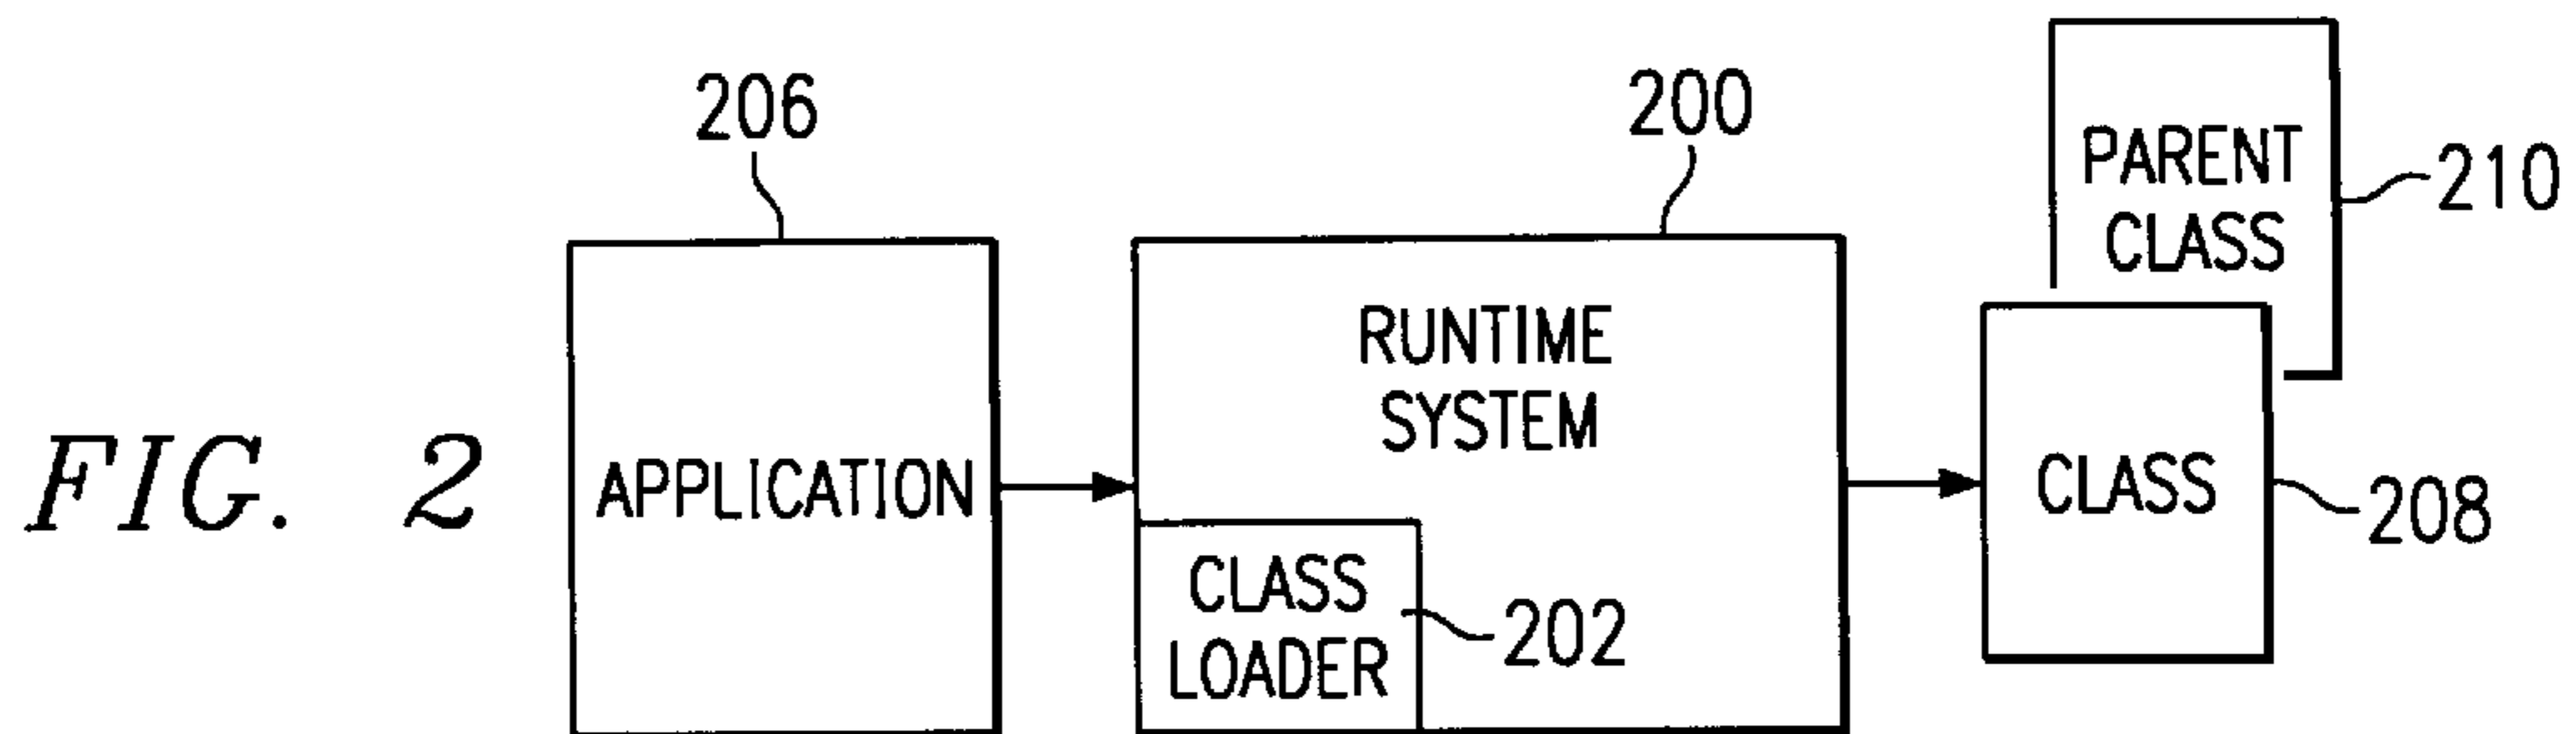 206
200
PARENT
CLASS
210
RUNTIME
SYSTEM
FIG. 2
APPLICATION
CLASS
208
CLASS
LOADER
202